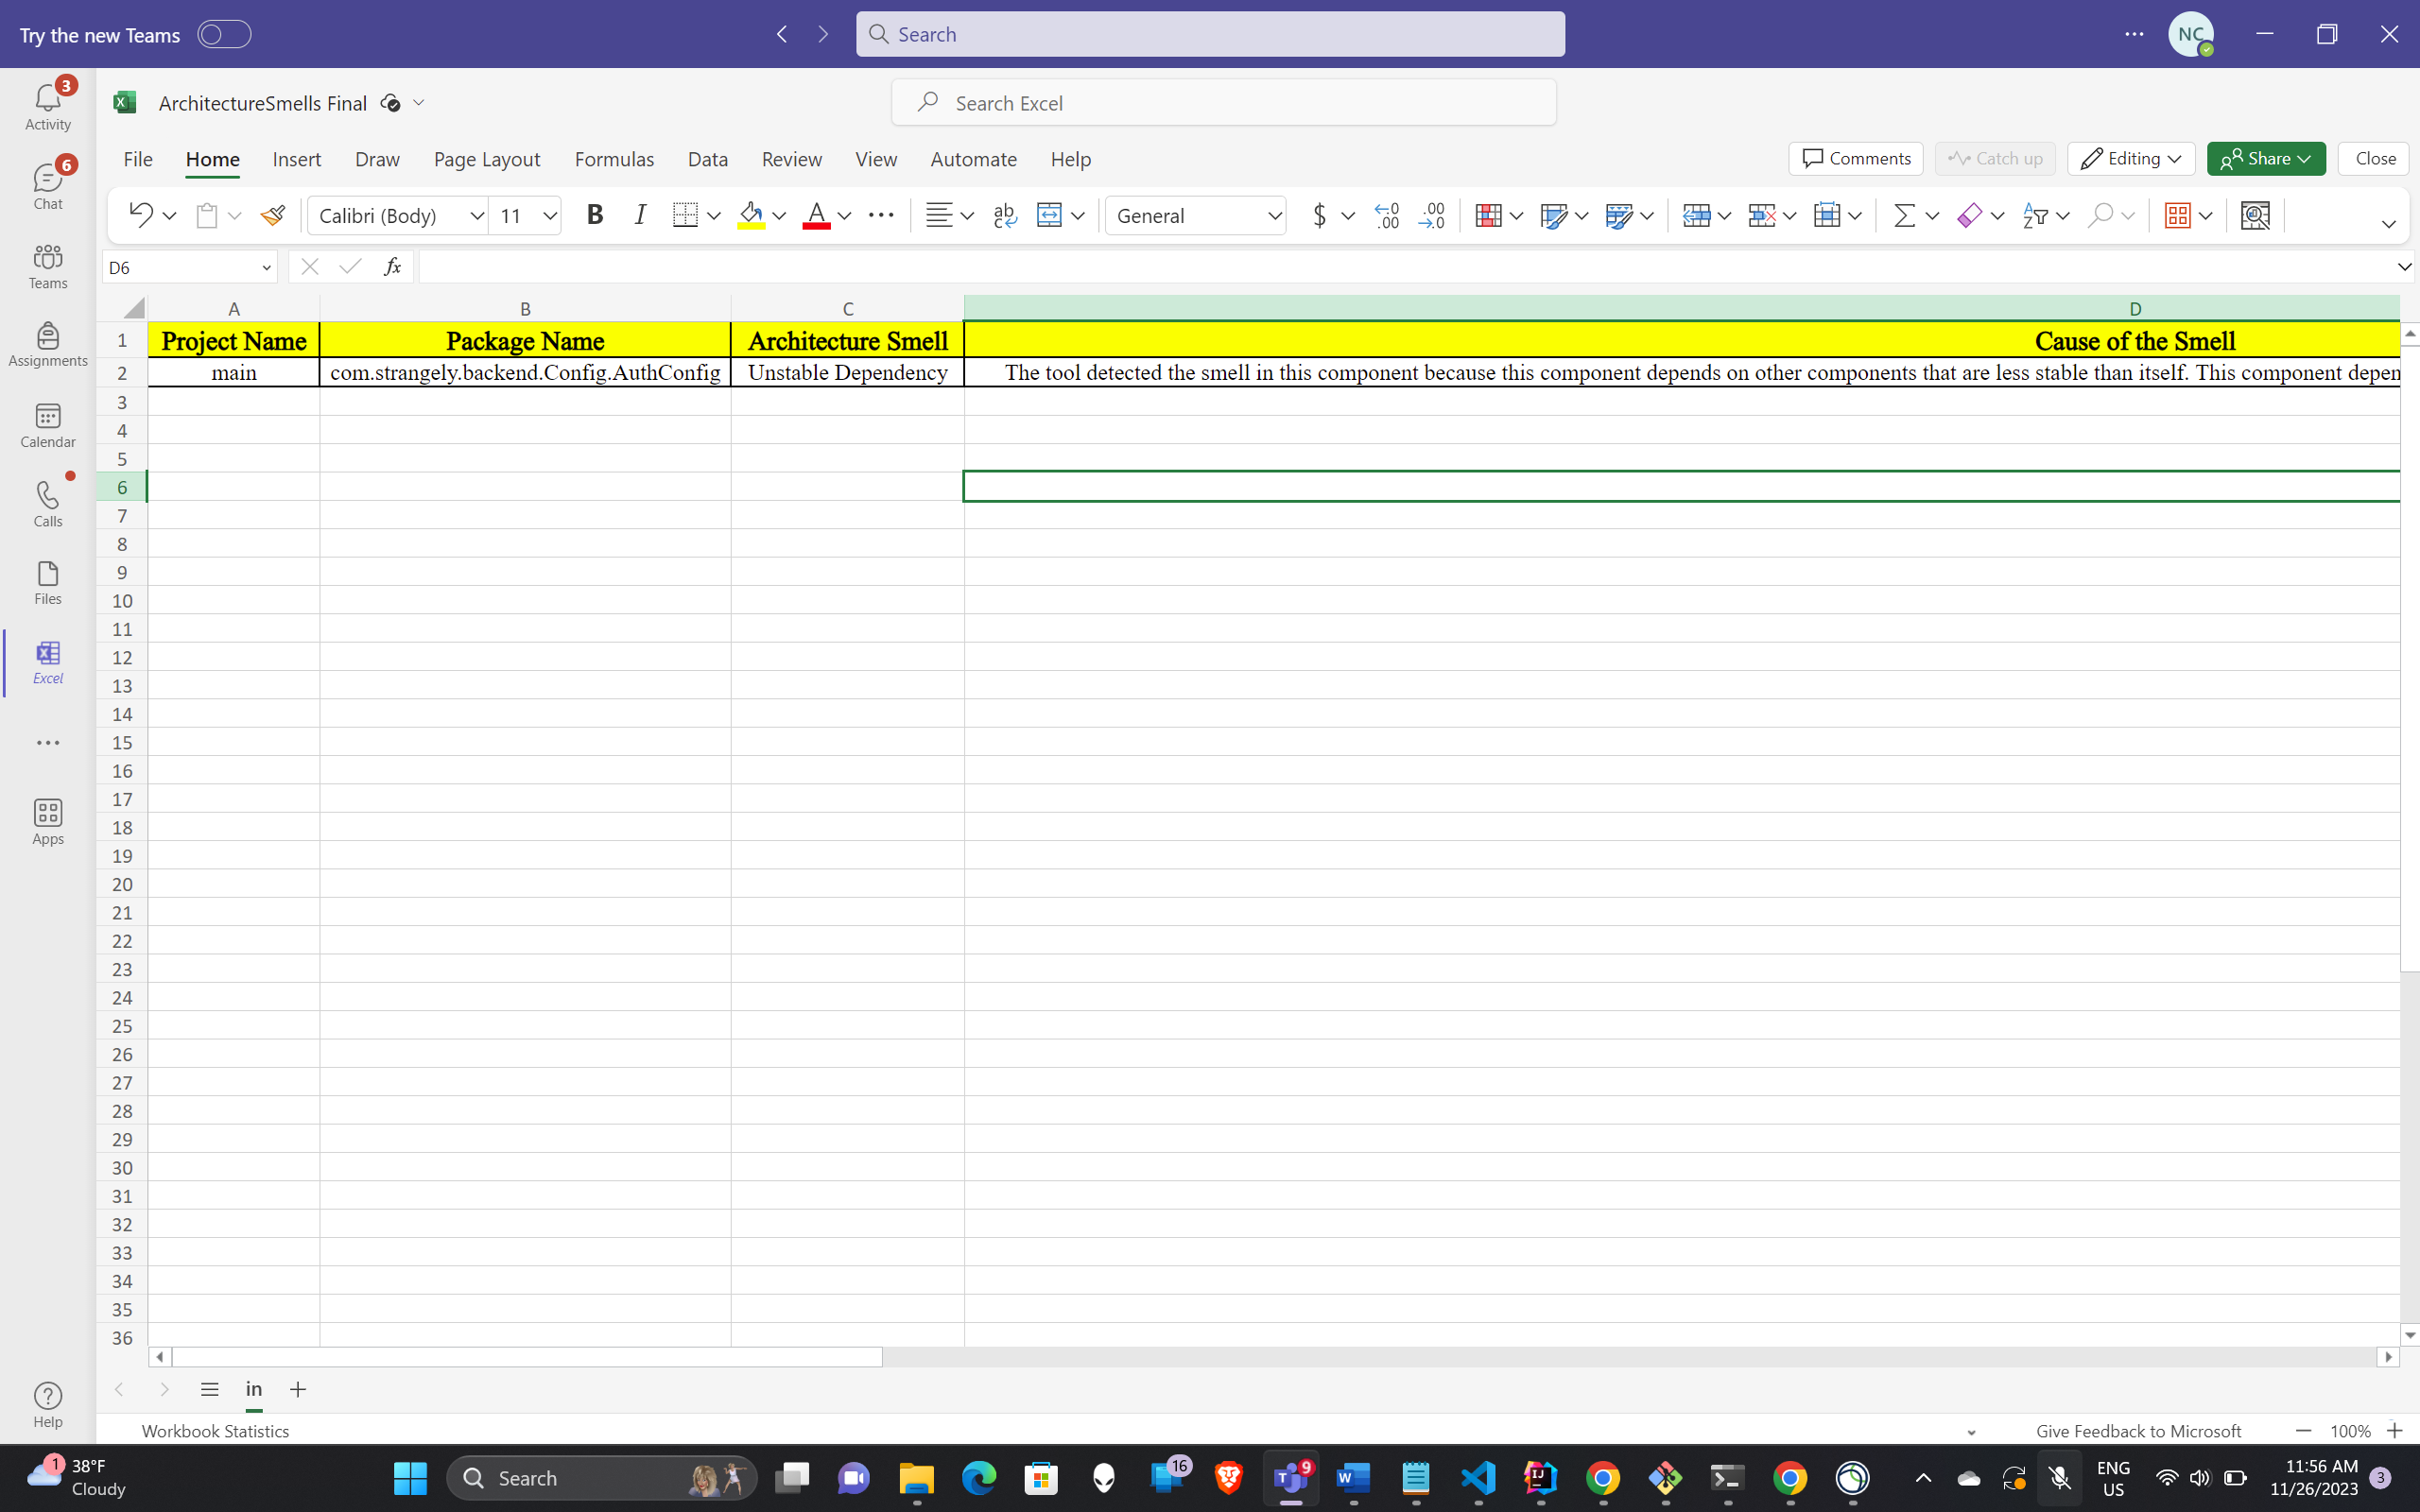 Try the new Teams
Search
NC
3
Activity
6
Chat
Teams
Assignments
Calendar
Calls
Files
Excel
Apps
Help
ArchitectureSmells Final
Search Excel
File Home Insert Draw Page Layout Formulas Data Review View Automate Help
Comments Catch up Editing Share Close
Calibri (Body) 11 B I A ab General $ .00 .00
D6 fx
A B C D
1 Project Name Package Name Architecture Smell Cause of the Smell
2 main com.strangely.backend.Config.AuthConfig Unstable Dependency The tool detected the smell in this component because this component depends on other components that are less stable than itself. This component depen
3
4
5
6
7
8
9
10
11
12
13
14
15
16
17
18
19
20
21
22
23
24
25
26
27
28
29
30
31
32
33
34
35
36
in
Workbook Statistics Give Feedback to Microsoft 100%
1
38°F
Cloudy
Search
16
9
ENG
US
11:56 AM
11/26/2023
3